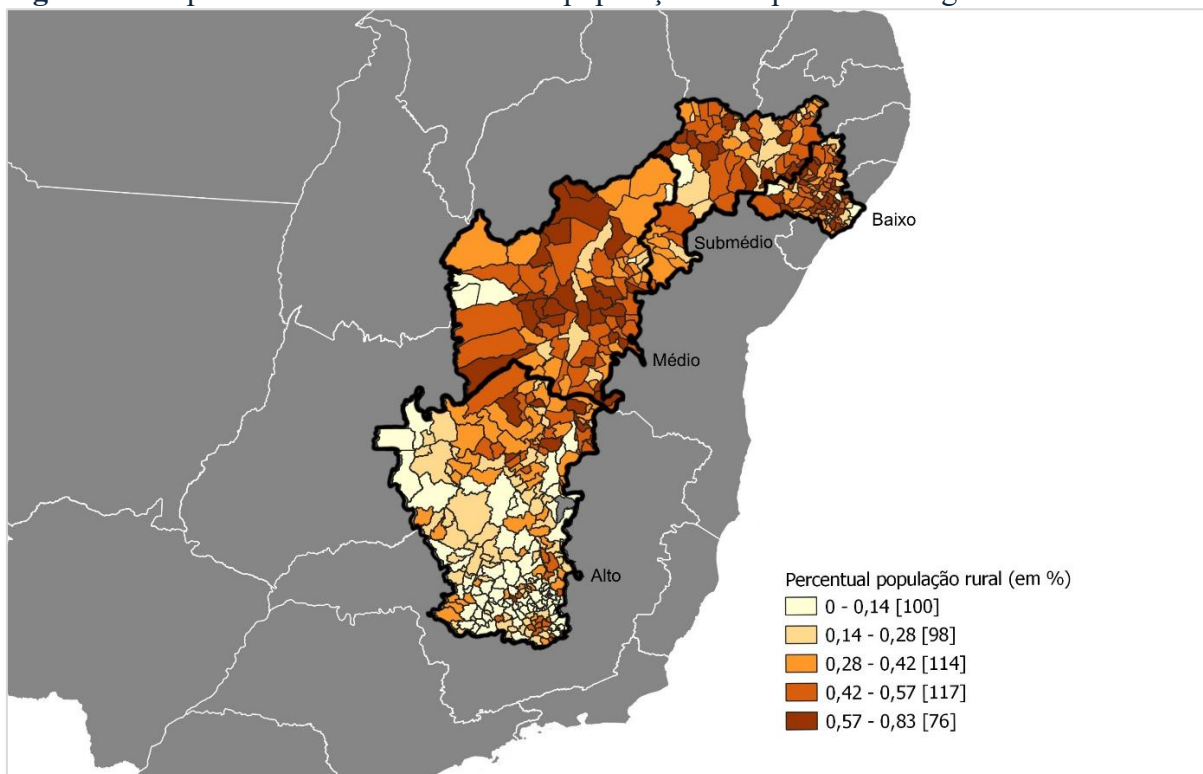 população
Baixo
Submédio
Médio
Alto
Percentual população rural (em %)
0 - 0,14 [100]
0,14 - 0,28 [98]
0,28 - 0,42 [114]
0,42 - 0,57 [117]
0,57 - 0,83 [76]